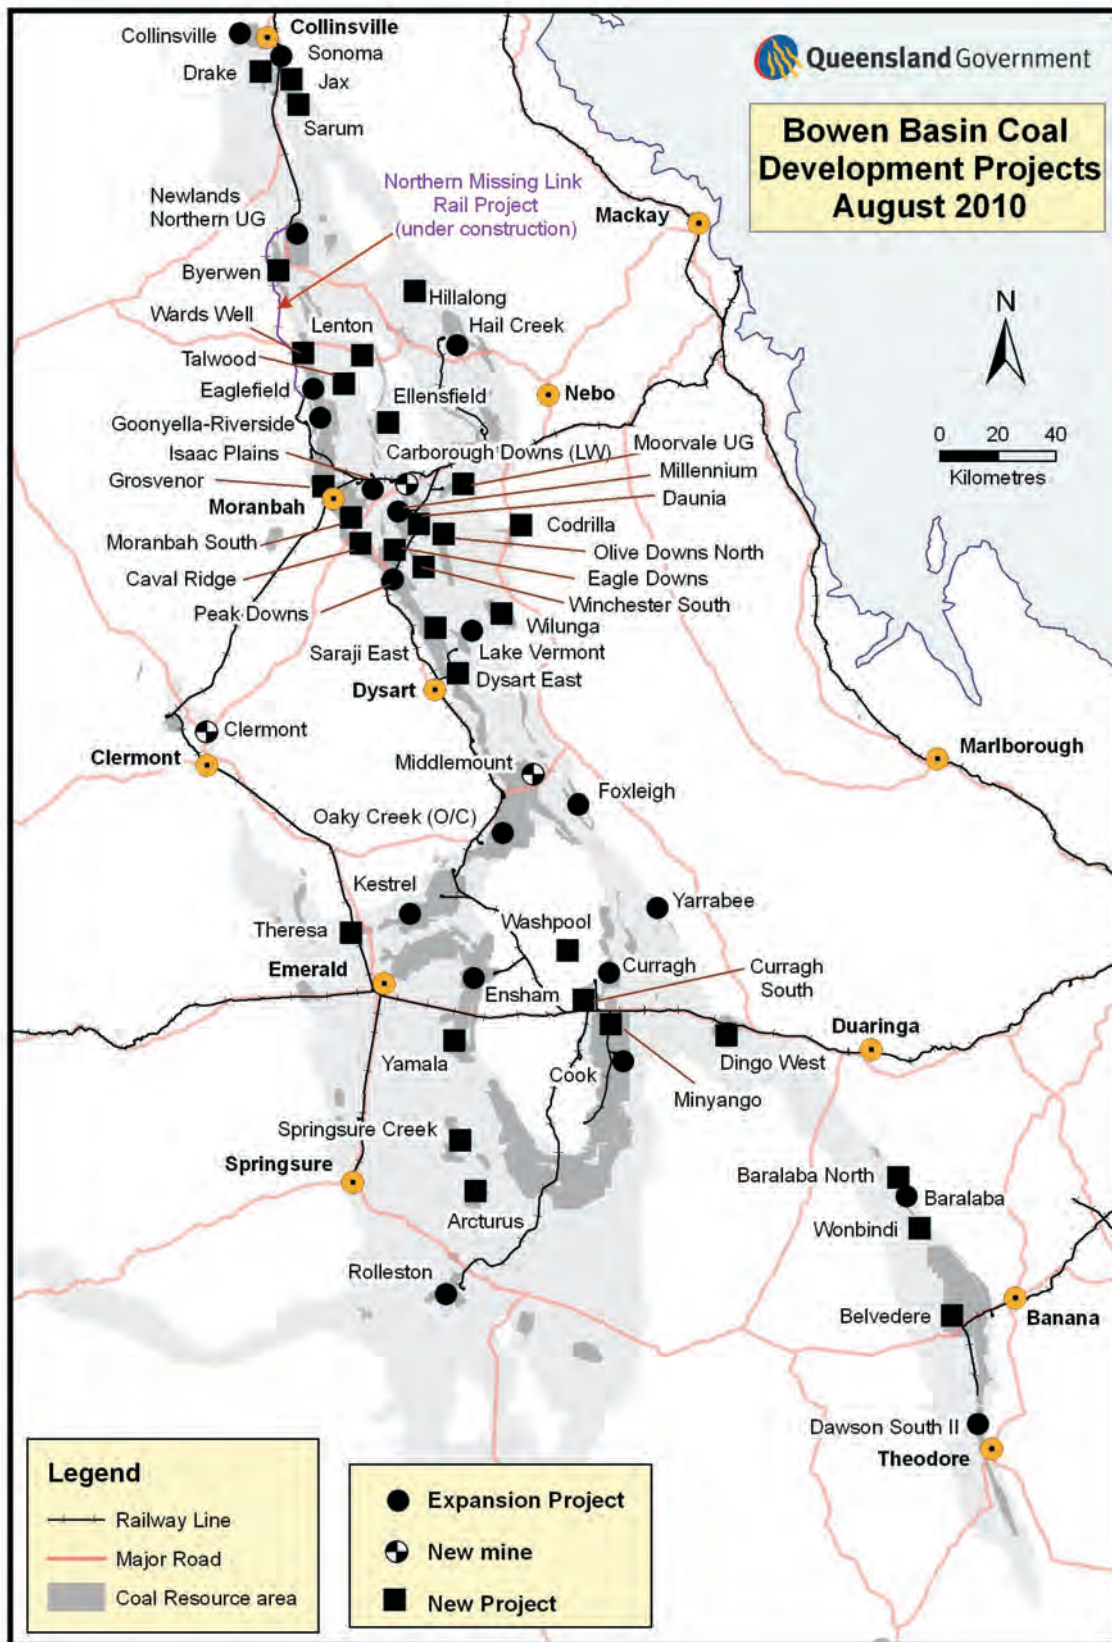 Collinsville
Collinsville
Sonoma
Drake
Jax
Sarum
Queensland Government
Bowen Basin Coal
Development Projects
August 2010
Newlands
Northern UG
Northern Missing Link
Rail Project
(under construction)
Mackay
Byerwen
Hillalong
N
Wards Well
Lenton
Hail Creek
Talwood
Eaglefield
Ellensfield
Nebo
Goonyella-Riverside
0 20 40
Kilometres
Isaac Plains
Carborough Downs (LW)
Moorvale UG
Millennium
Grosvenor
Daunia
Moranbah
Codrilla
Moranbah South
Olive Downs North
Caval Ridge
Eagle Downs
Winchester South
Peak Downs
Wilunga
Saraji East
Lake Vermont
Dysart East
Dysart
Clermont
Clermont
Marlborough
Middlemount
Foxleigh
Oaky Creek (O/C)
Kestrel
Yarrabee
Theresa
Washpool
Emerald
Curragh
Curragh
South
Ensham
Duaringa
Yamala
Cook
Dingo West
Minyango
Springsure Creek
Springsure
Baralaba North
Baralaba
Arcturus
Wonbindi
Rolleston
Belvedere
Banana
Dawson South II
Theodore
Legend
Railway Line
Major Road
Coal Resource area
Expansion Project
New mine
New Project